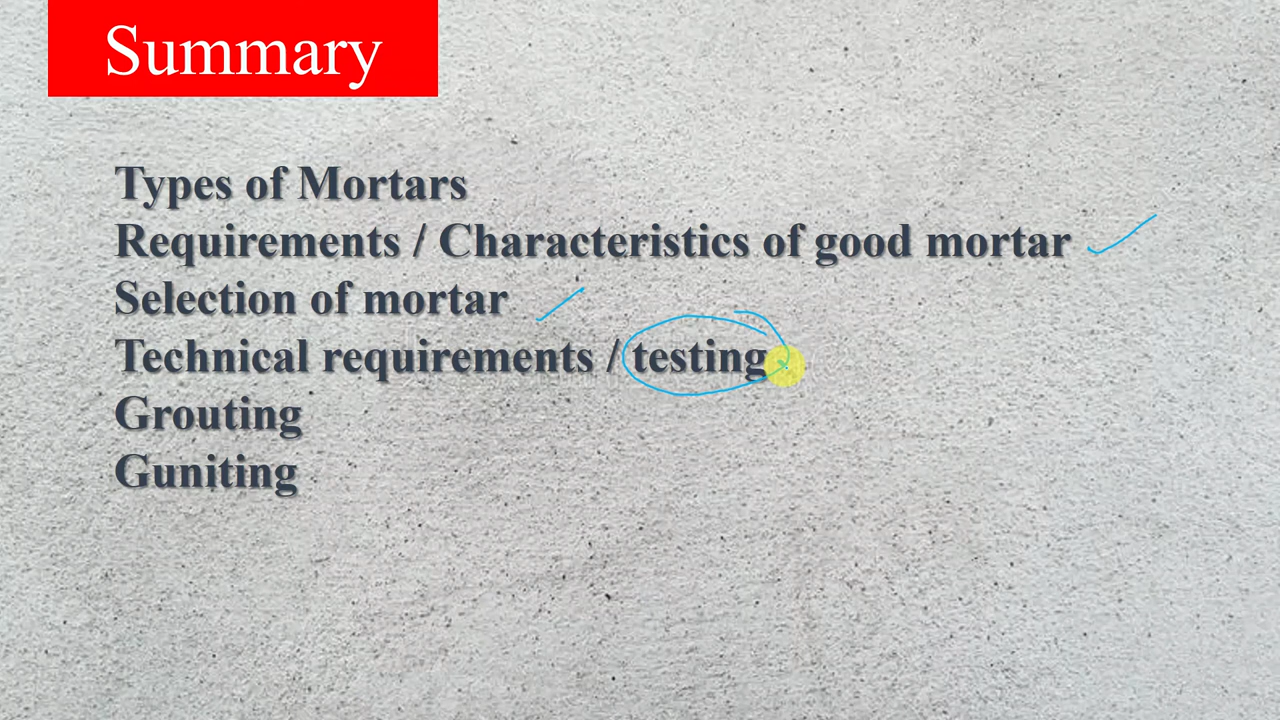 Summary
Types of Mortars
Requirements / Characteristics of good mortar
Selection of mortar
Technical requirements / testing
Grouting
Guniting